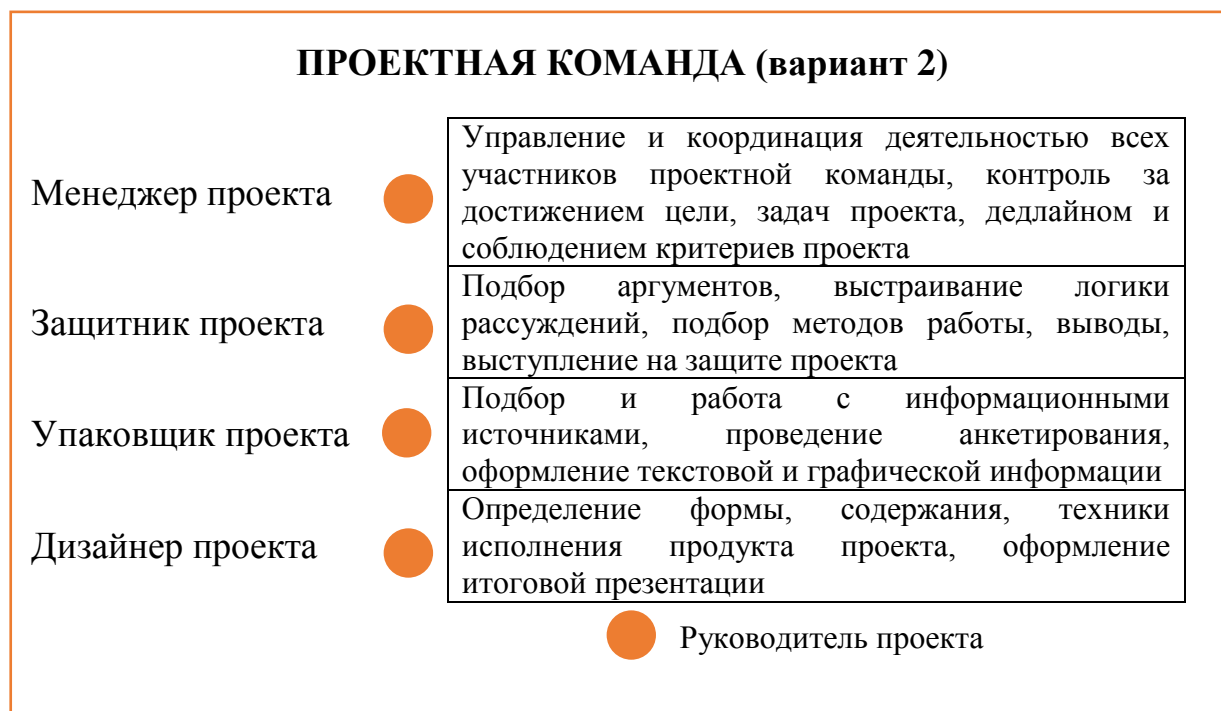 ПРОЕКТНАЯ КОМАНДА (вариант 2)
Менеджер проекта
Управление и координация деятельностью всех
участников проектной команды, контроль за
достижением цели, задач проекта, дедлайном и
соблюдением критериев проекта
Защитник проекта
Подбор аргументов, выстраивание логики
рассуждений, подбор методов работы, выводы,
выступление на защите проекта
Упаковщик проекта
Подбор и работа с информационными
источниками, проведение анкетирования,
оформление текстовой и графической информации
Дизайнер проекта
Определение формы, содержания, техники
исполнения продукта проекта, оформление
итоговой презентации
Руководитель проекта